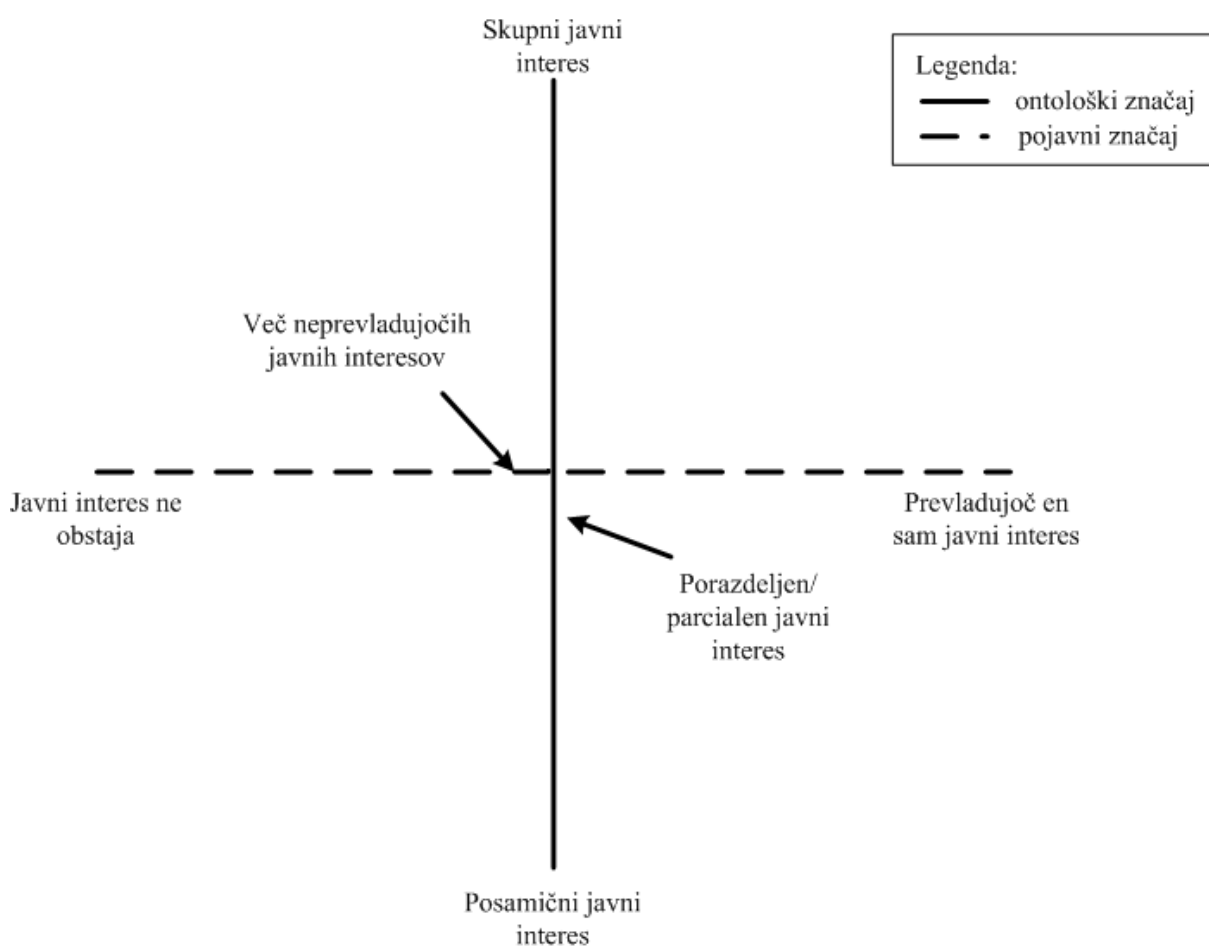 Skupni javni
interes
Legenda:
ontološki značaj
pojavni značaj
Več neprevladujočih
javnih interesov
Javni interes ne
obstaja
Prevladujoč en
sam javni interes
Porazdeljen/
parcialen javni
interes
Posamični javni
interes